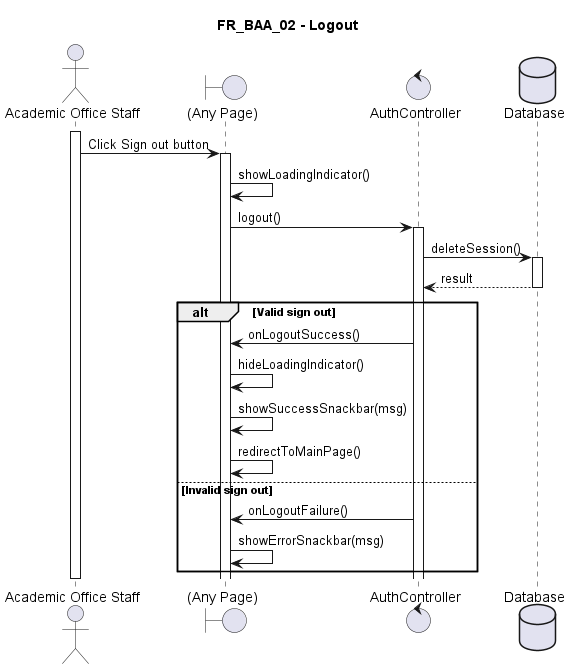 FR_BAA_02 - Logout
Academic Office Staff
(Any Page)
AuthController
Database
Click Sign out button
showLoadingIndicator()
logout()
deleteSession()
result
alt
[Valid sign out]
onLogoutSuccess()
hideLoadingIndicator()
showSuccessSnackbar(msg)
redirectToMainPage()
[Invalid sign out]
onLogoutFailure()
showErrorSnackbar(msg)
Academic Office Staff
(Any Page)
AuthController
Database